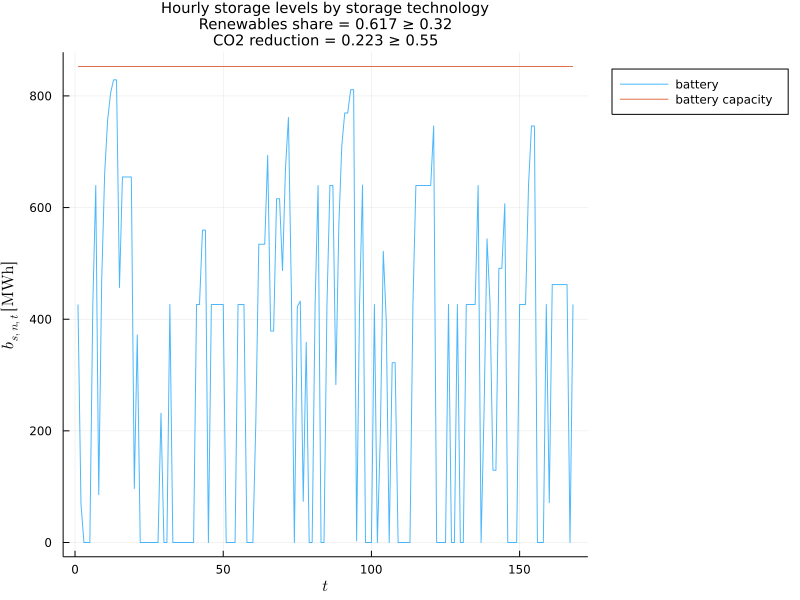 Hourly storage levels by storage technology
Renewables share = 0.617 ≥ 0.32
CO2 reduction = 0.223 ≥ 0.55
battery
battery capacity
b_{s, n, t} [MWh]
800
600
400
200
0
0
50
100
150
t